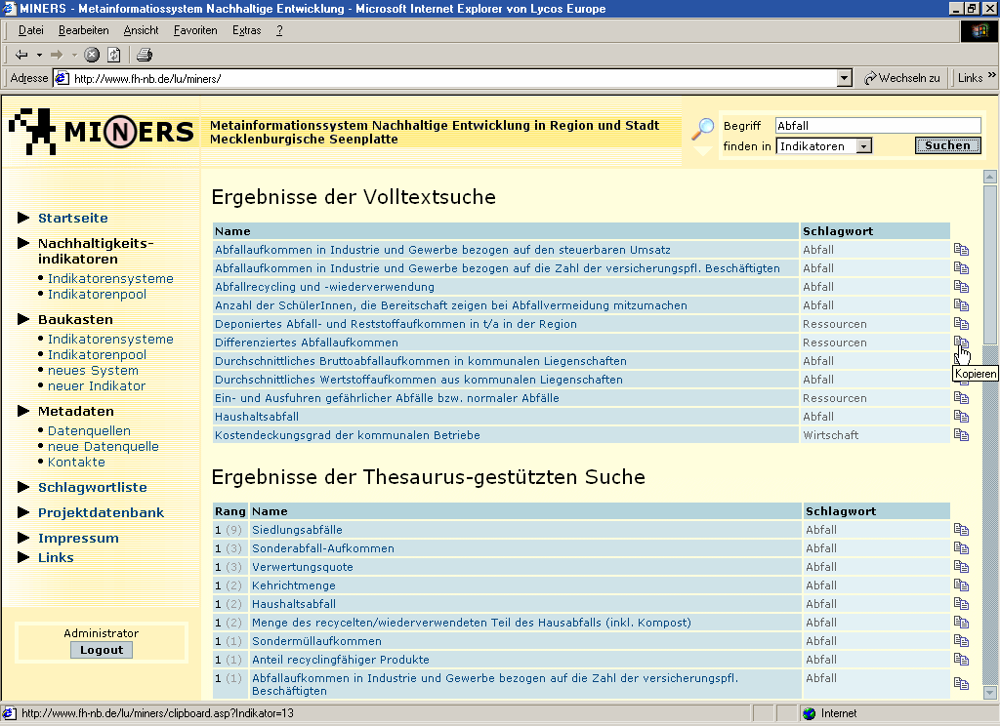 MINERS - Metainformatiossystem Nachhaltige Entwicklung - Microsoft Internet Explorer von Lycos Europe
Datei Bearbeiten Ansicht Favoriten Extras ?
Adresse http://www.fh-nb.de/lu/miners/ Wechseln zu Links »
MINERS
Metainformationssystem Nachhaltige Entwicklung in Region und Stadt
Mecklenburgische Seenplatte
Begriff Abfall
finden in Indikatoren Suchen
Startseite
Nachhaltigkeits-
indikatoren
Indikatorensysteme
Indikatorenpool
Baukasten
Indikatorensysteme
Indikatorenpool
neues System
neuer Indikator
Metadaten
Datenquellen
neue Datenquelle
Kontakte
Schlagwortliste
Projektdatenbank
Impressum
Links
Administrator
Logout
Ergebnisse der Volltextsuche
Name Schlagwort
Abfallaufkommen in Industrie und Gewerbe bezogen auf den steuerbaren Umsatz Abfall
Abfallaufkommen in Industrie und Gewerbe bezogen auf die Zahl der versicherungspfl. Beschäftigten Abfall
Abfallrecycling und -wiederverwendung Abfall
Anzahl der SchülerInnen, die Bereitschaft zeigen bei Abfallvermeidung mitzumachen Abfall
Deponiertes Abfall- und Reststoffaufkommen in t/a in der Region Ressourcen
Differenziertes Abfallaufkommen Ressourcen
Durchschnittliches Bruttoabfallaufkommen in kommunalen Liegenschaften Abfall
Kopieren
Durchschnittliches Wertstoffaufkommen aus kommunalen Liegenschaften Abfall
Ein- und Ausfuhren gefährlicher Abfälle bzw. normaler Abfälle Ressourcen
Haushaltsabfall Abfall
Kostendeckungsgrad der kommunalen Betriebe Wirtschaft
Ergebnisse der Thesaurus-gestützten Suche
Rang Name Schlagwort
1 (9) Siedlungsabfälle Abfall
1 (3) Sonderabfall-Aufkommen Abfall
1 (3) Verwertungsquote Abfall
1 (2) Kehrichtmenge Abfall
1 (2) Haushaltsabfall Abfall
1 (2) Menge des recycelten/wiederverwendeten Teil des Hausabfalls (inkl. Kompost) Abfall
1 (1) Sondermüllaufkommen Abfall
1 (1) Anteil recyclingfähiger Produkte Abfall
1 (1) Abfallaufkommen in Industrie und Gewerbe bezogen auf die Zahl der versicherungspfl. Abfall
Beschäftigten
http://www.fh-nb.de/lu/miners/clipboard.asp?Indikator=13 Internet